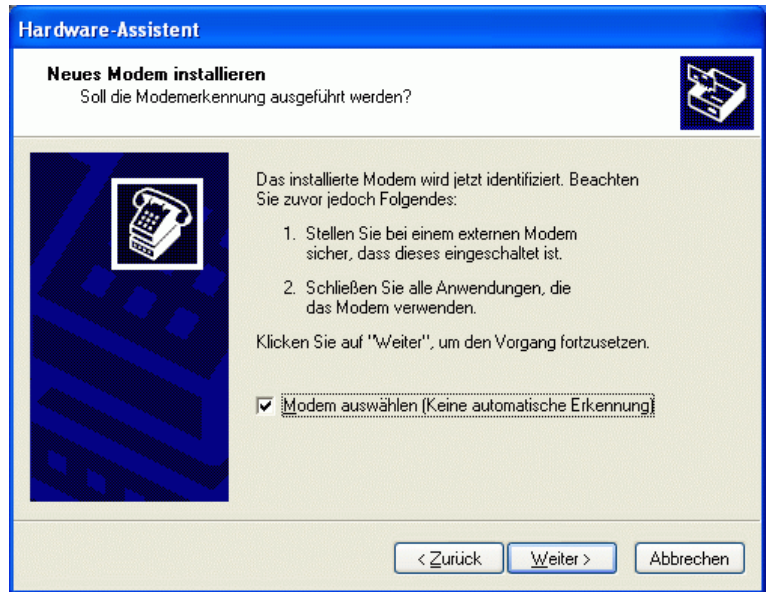 Hardware-Assistent
Neues Modem installieren
Soll die Modemerkennung ausgeführt werden?
Das installierte Modem wird jetzt identifiziert. Beachten
Sie zuvor jedoch Folgendes:
1. Stellen Sie bei einem externen Modem
sicher, dass dieses eingeschaltet ist.
2. Schließen Sie alle Anwendungen, die
das Modem verwenden.
Klicken Sie auf "Weiter", um den Vorgang fortzusetzen.
Modem auswählen (Keine automatische Erkennung)
< Zurück Weiter > Abbrechen